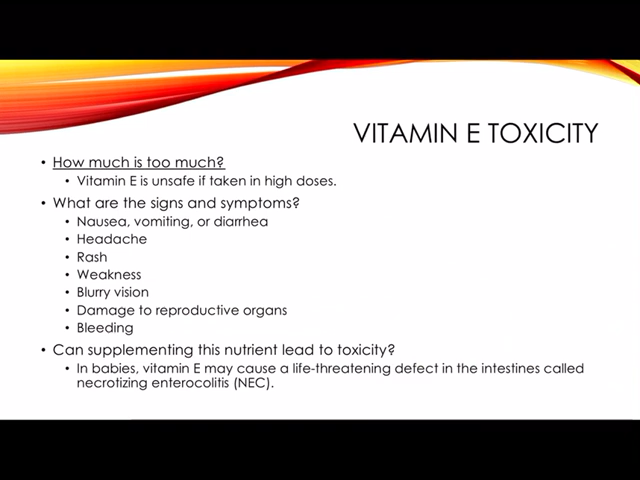 VITAMIN E TOXICITY
• How much is too much?
• Vitamin E is unsafe if taken in high doses.
• What are the signs and symptoms?
• Nausea, vomiting, or diarrhea
• Headache
• Rash
• Weakness
• Blurry vision
• Damage to reproductive organs
• Bleeding
• Can supplementing this nutrient lead to toxicity?
• In babies, vitamin E may cause a life-threatening defect in the intestines called
necrotizing enterocolitis (NEC).